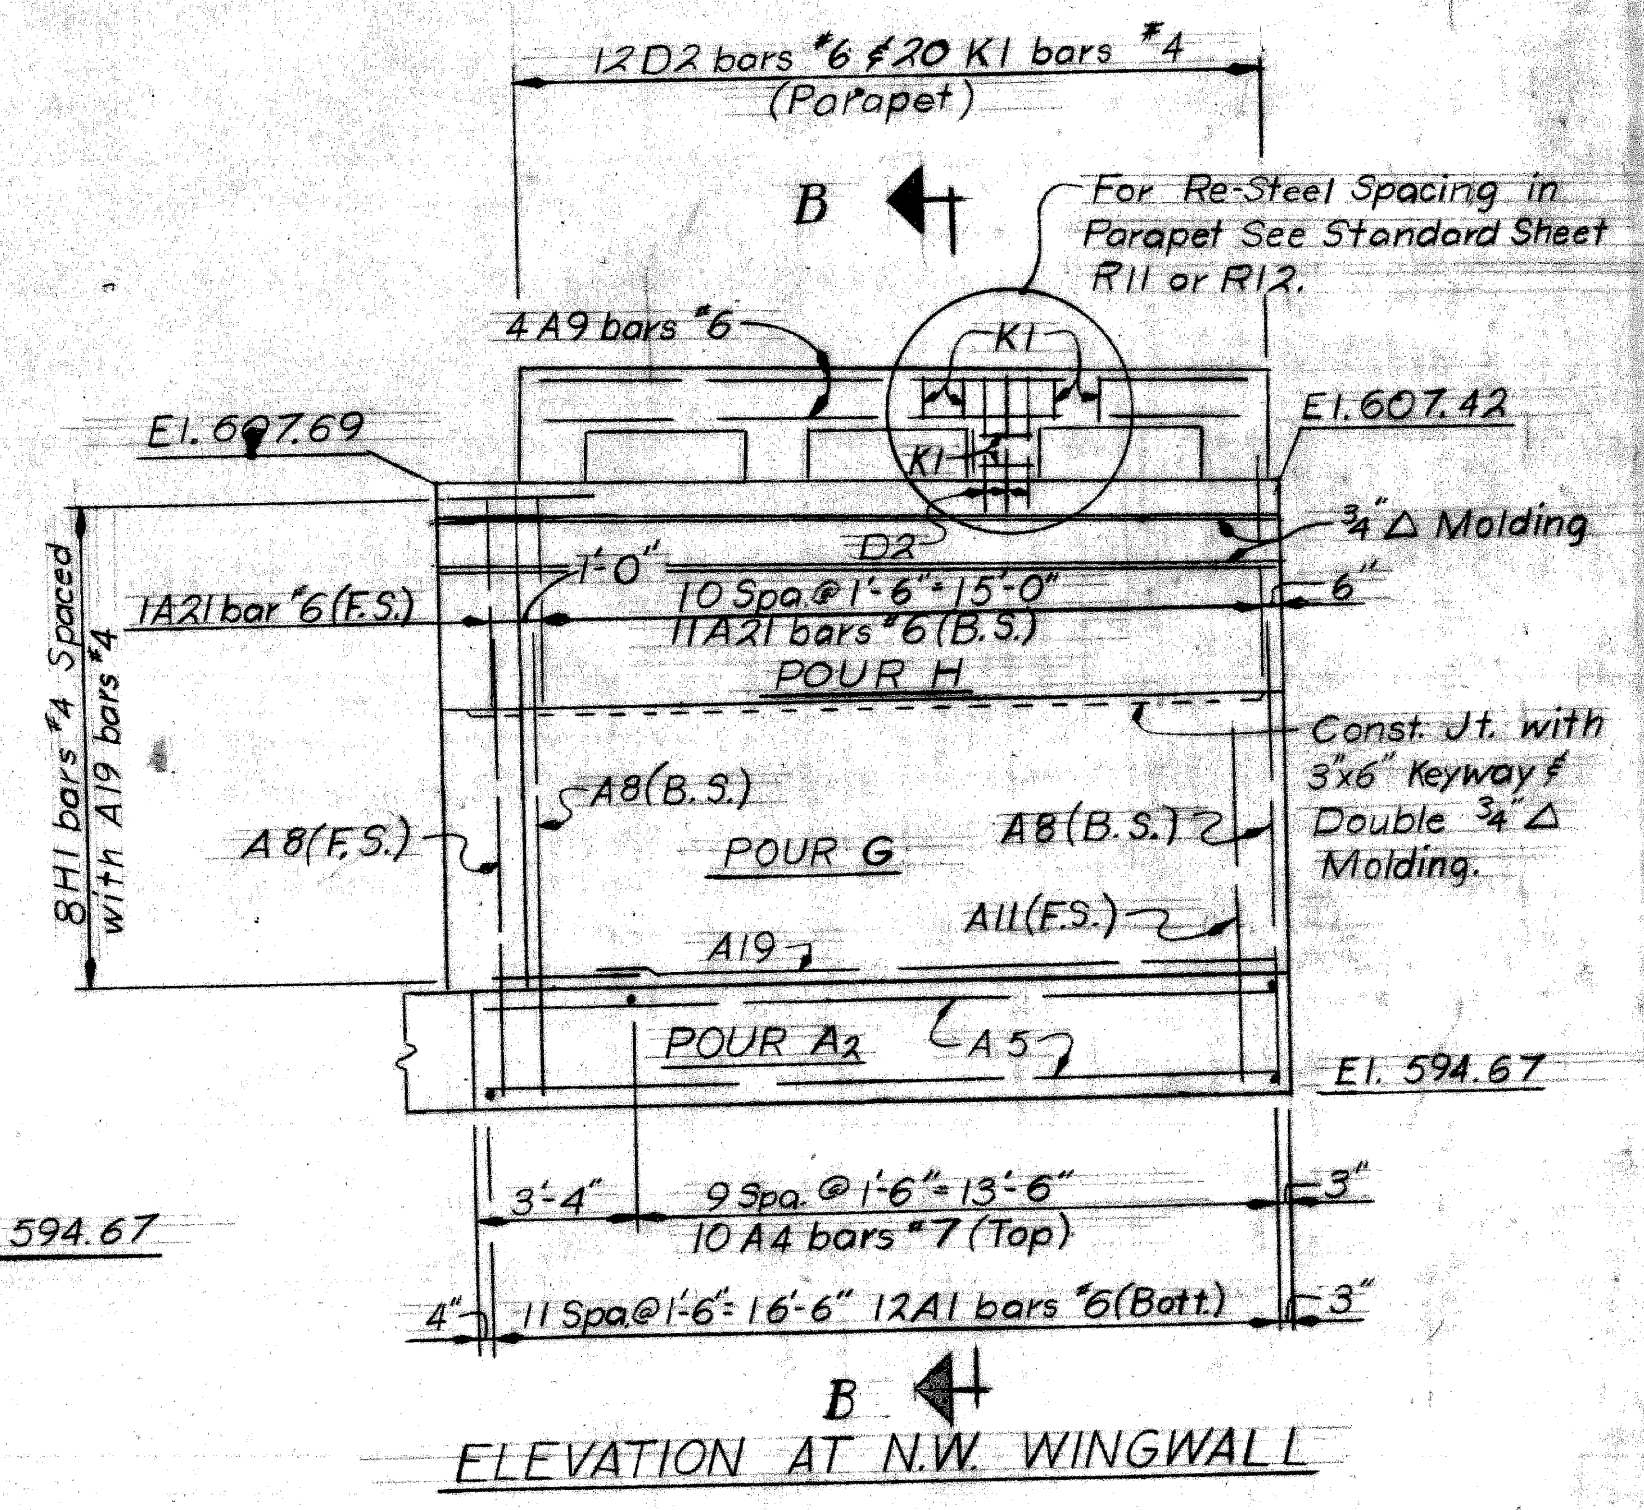 12 D2 bars #6 & 20 K1 bars #4
(Parapet)
B
For Re-Steel Spacing in
Parapet See Standard Sheet
R11 or R12.
4 A9 bars #6
K1
El. 607.69
El. 607.42
K1
D2
3/4" △ Molding
1'-0"
10 Spa. @ 1'-6" = 15'-0"
6"
1A21 bar #6 (F.S.)
11 A21 bars #6 (B.S.)
POUR H
8 H1 bars #4 Spaced
with A19 bars #4
Const. Jt. with
3"x6" Keyway &
Double 3/4" △
Molding.
A8 (B.S.)
A8 (F.S.)
POUR G
A8 (B.S.)
A11 (F.S.)
A19
POUR A2
A5
El. 594.67
3'-4"
9 Spa. @ 1'-6" = 13'-6"
3"
10 A4 bars #7 (Top)
594.67
4"
11 Spa. @ 1'-6" = 16'-6" 12 A1 bars #6 (Bott.)
3"
B
ELEVATION AT N.W. WINGWALL